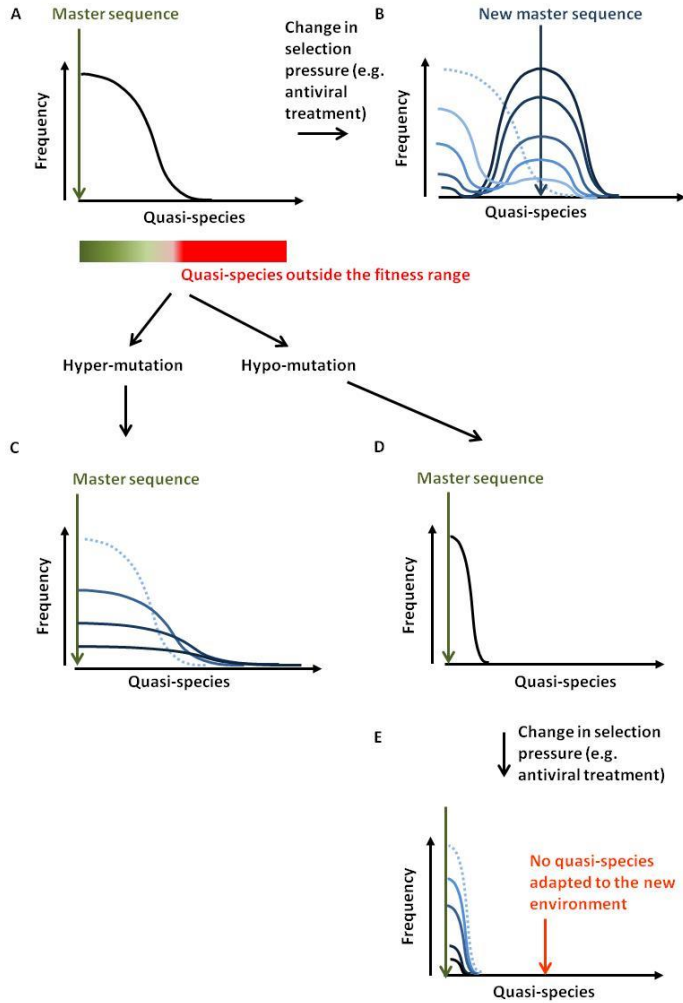 A
Master sequence
Frequency
Quasi-species
Change in
selection
pressure (e.g.
antiviral
treatment)
B
New master sequence
Frequency
Quasi-species
Quasi-species outside the fitness range
Hyper-mutation
Hypo-mutation
C
Master sequence
Frequency
Quasi-species
D
Master sequence
Frequency
Quasi-species
E
Change in selection
pressure (e.g.
antiviral treatment)
Frequency
No quasi-species
adapted to the new
environment
Quasi-species